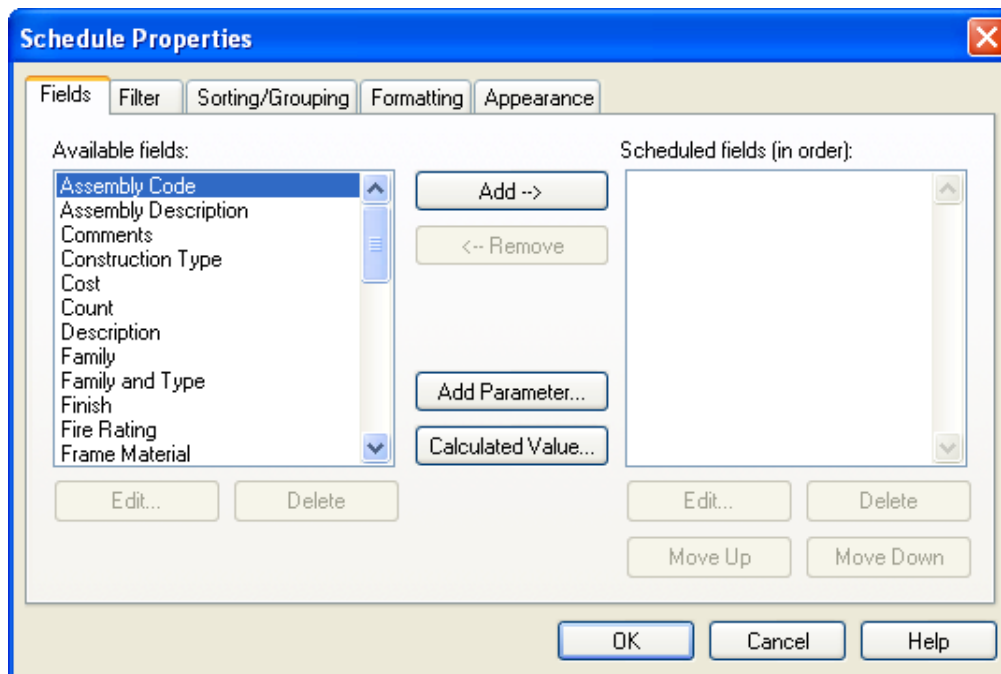 Schedule Properties
Fields Filter Sorting/Grouping Formatting Appearance
Available fields:
Scheduled fields (in order):
Assembly Code
Assembly Description
Comments
Construction Type
Cost
Count
Description
Family
Family and Type
Finish
Fire Rating
Frame Material
Add -->
<-- Remove
Add Parameter...
Calculated Value...
Edit... Delete
Edit... Delete
Move Up Move Down
OK Cancel Help